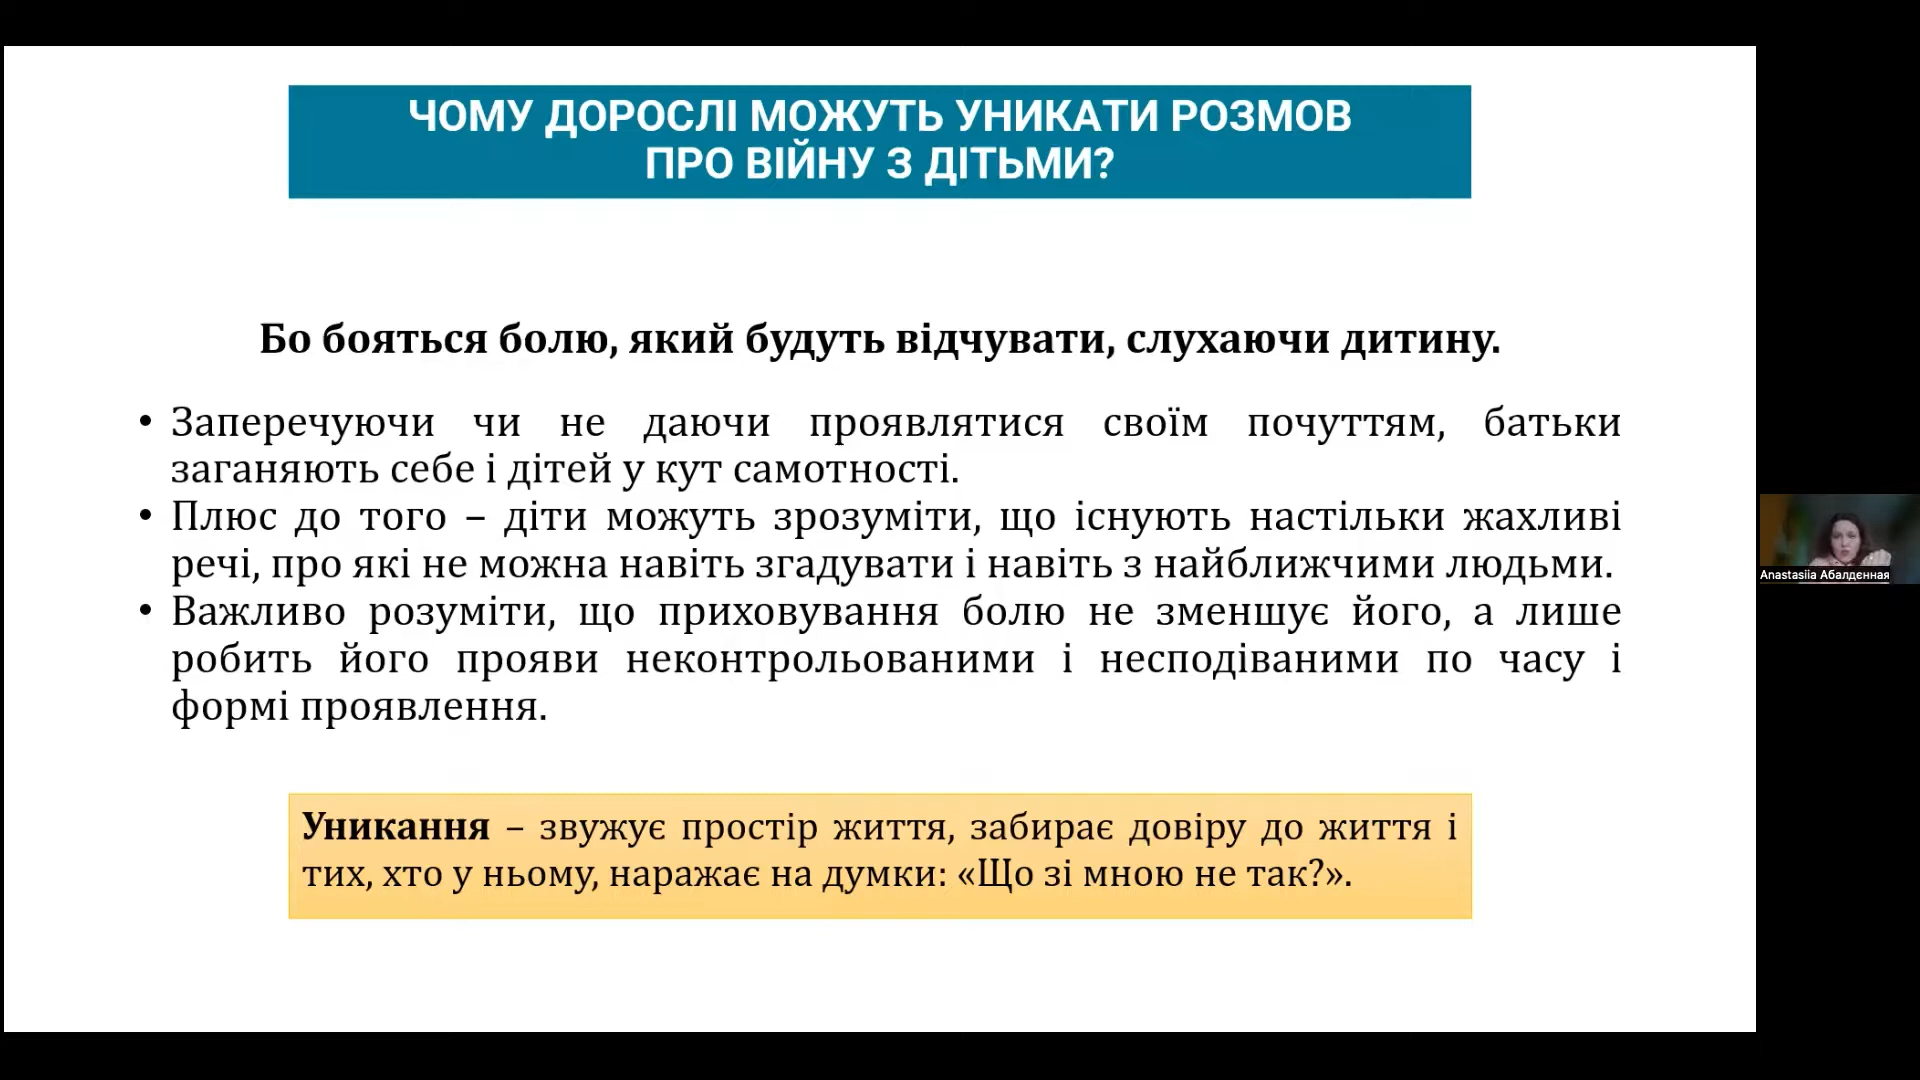 ЧОМУ ДОРОСЛІ МОЖУТЬ УНИКАТИ РОЗМОВ
ПРО ВІЙНУ З ДІТЬМИ?
Бо бояться болю, який будуть відчувати, слухаючи дитину.
• Заперечуючи чи не даючи проявлятися своїм почуттям, батьки
заганяють себе і дітей у кут самотності.
• Плюс до того – діти можуть зрозуміти, що існують настільки жахливі
речі, про які не можна навіть згадувати і навіть з найближчими людьми.
• Важливо розуміти, що приховування болю не зменшує його, а лише
робить його прояви неконтрольованими і несподіваними по часу і
формі проявлення.
Уникання – звужує простір життя, забирає довіру до життя і
тих, хто у ньому, наражає на думки: «Що зі мною не так?».
Anastasiia Абалдєнная